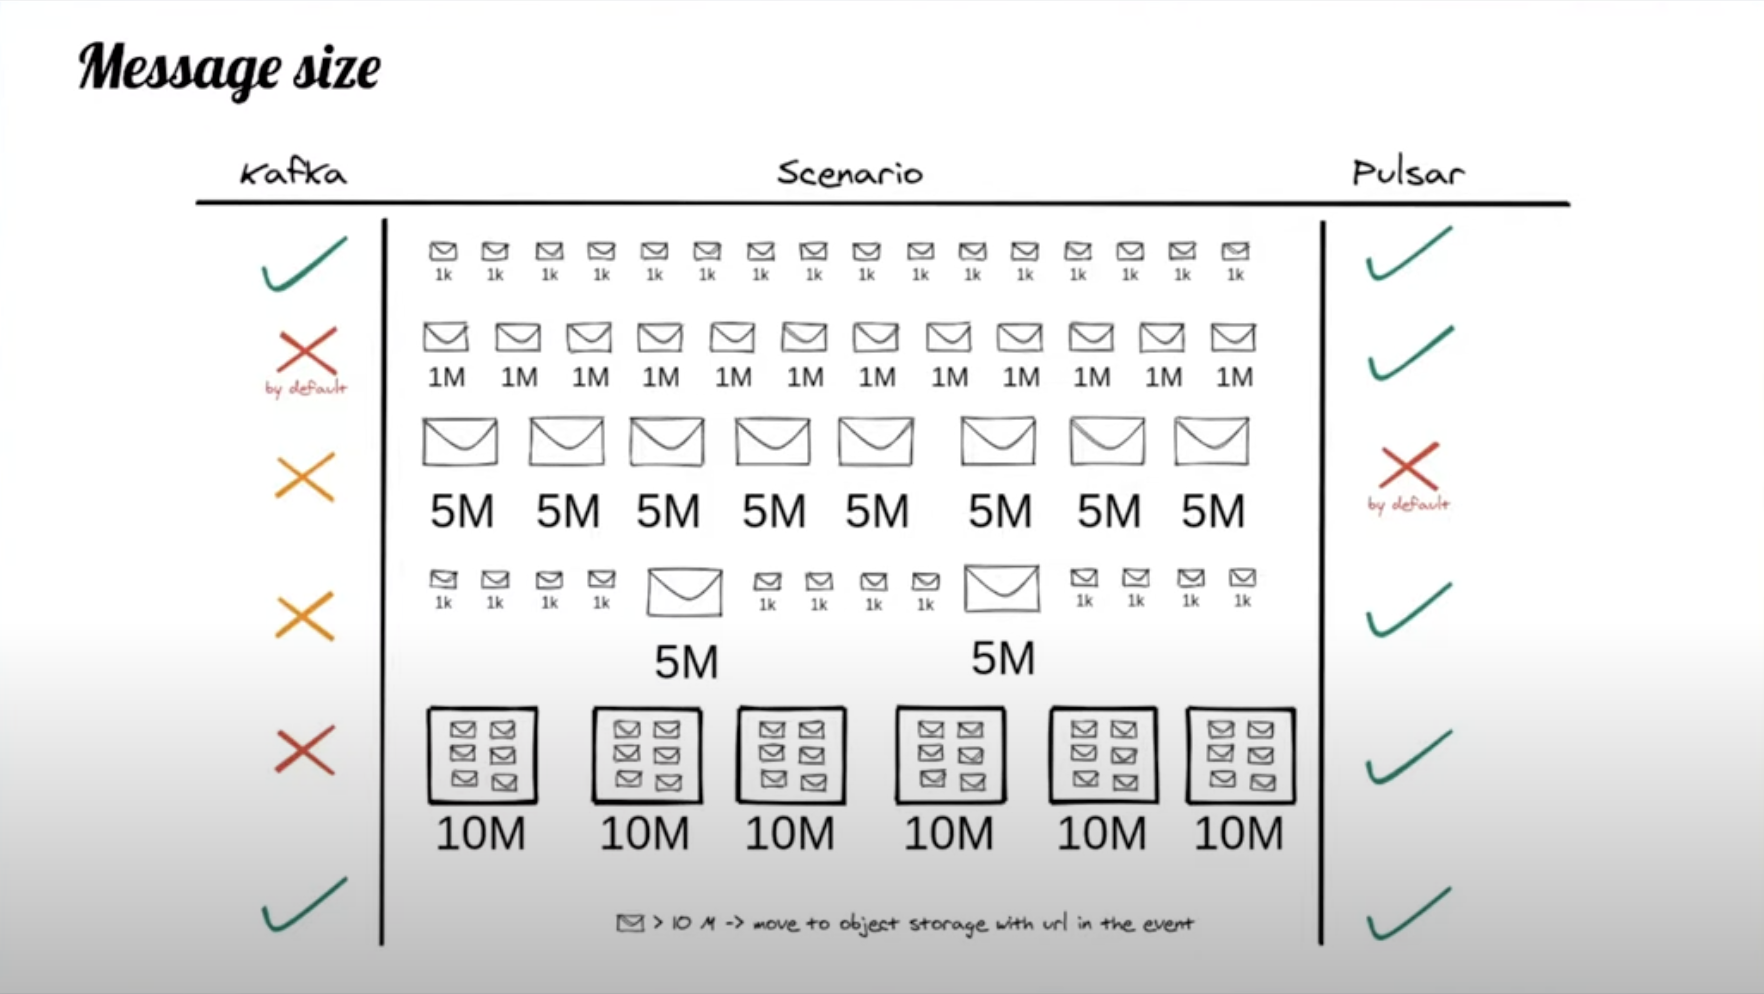 Message size
Kafka Scenario Pulsar
1k 1k 1k 1k 1k 1k 1k 1k 1k 1k 1k 1k 1k 1k 1k 1k
1M 1M 1M 1M 1M 1M 1M 1M 1M 1M 1M 1M
by default
5M 5M 5M 5M 5M 5M 5M 5M
by default
1k 1k 1k 1k 1k 1k 1k 1k 1k 1k 1k 1k
5M 5M
10M 10M 10M 10M 10M 10M
> 10 M -> move to object storage with url in the event